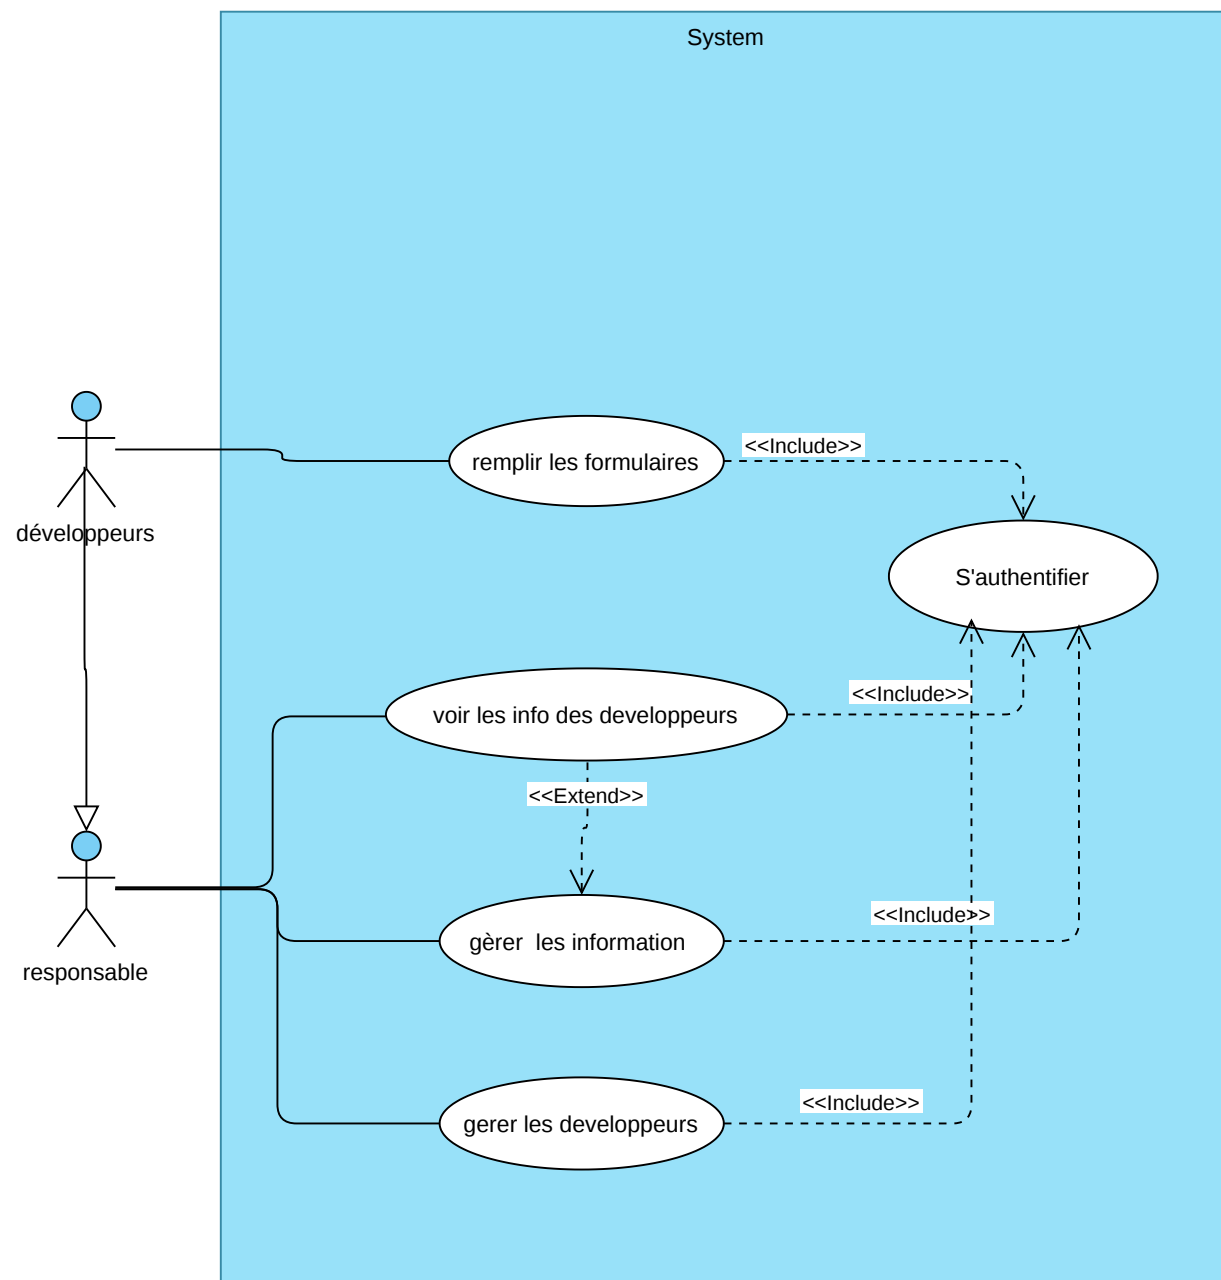 System
développeurs
remplir les formulaires
<<Include>>
S'authentifier
voir les info des developpeurs
<<Include>>
<<Extend>>
responsable
gèrer  les information
<<Include>>
gerer les developpeurs
<<Include>>